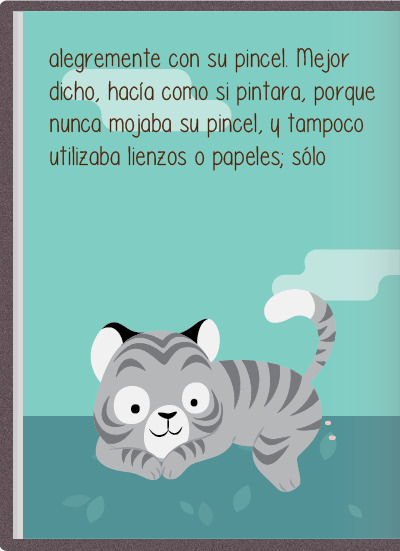 alegremente con su pincel. Mejor
dicho, hacía como si pintara, porque
nunca mojaba su pincel, y tampoco
utilizaba lienzos o papeles; sólo